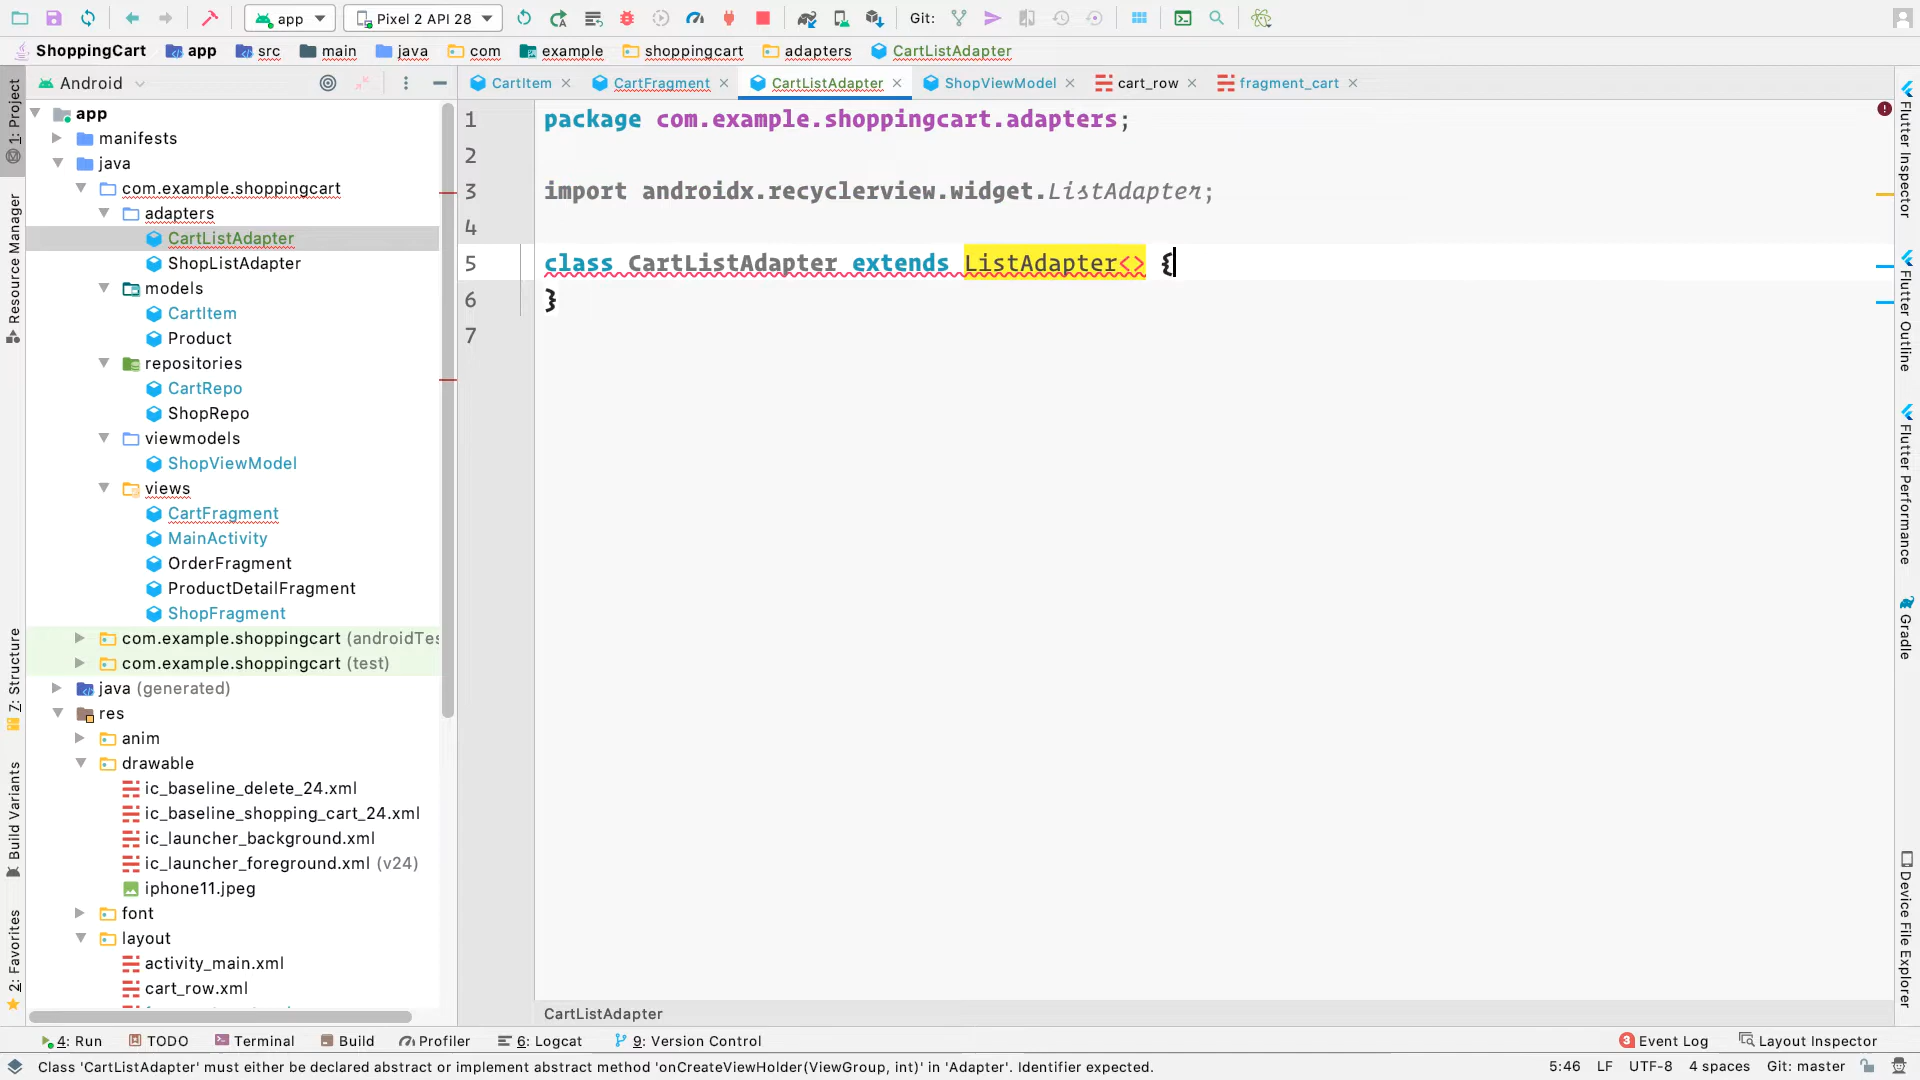 app
Pixel 2 API 28
Git:
ShoppingCart
app
src
main
java
com
example
shoppingcart
adapters
CartListAdapter
Android
CartItem
CartFragment
CartListAdapter
ShopViewModel
cart_row
fragment_cart
1: Project
Resource Manager
7: Structure
Build Variants
2: Favorites
app
manifests
java
com.example.shoppingcart
adapters
CartListAdapter
ShopListAdapter
models
CartItem
Product
repositories
CartRepo
ShopRepo
viewmodels
ShopViewModel
views
CartFragment
MainActivity
OrderFragment
ProductDetailFragment
ShopFragment
com.example.shoppingcart (androidTes
com.example.shoppingcart (test)
java (generated)
res
anim
drawable
ic_baseline_delete_24.xml
ic_baseline_shopping_cart_24.xml
ic_launcher_background.xml
ic_launcher_foreground.xml (v24)
iphone11.jpeg
font
layout
activity_main.xml
cart_row.xml
1 package com.example.shoppingcart.adapters;
2
3 import androidx.recyclerview.widget.ListAdapter;
4
5 class CartListAdapter extends ListAdapter<> {
6 }
7
CartListAdapter
Flutter Inspector
Flutter Outline
Flutter Performance
Gradle
Device File Explorer
4: Run
TODO
Terminal
Build
Profiler
6: Logcat
9: Version Control
3 Event Log
Layout Inspector
Class 'CartListAdapter' must either be declared abstract or implement abstract method 'onCreateViewHolder(ViewGroup, int)' in 'Adapter'. Identifier expected.
5:46
LF
UTF-8
4 spaces
Git: master